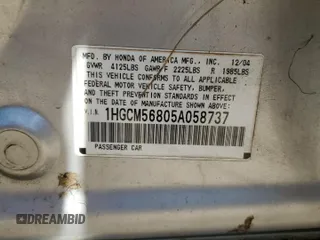 MFD. BY HONDA OF AMERICA MFG., INC. 12/04
GVWR 4125LBS GAWR/F 2225LBS R 1985LBS
THIS VEHICLE CONFORMS TO ALL APPLICABLE
FEDERAL MOTOR VEHICLE SAFETY, BUMPER,
AND THEFT PREVENTION STANDARDS IN EFFECT
ON THE DATE OF MANUFACTURE SHOWN ABOVE.
V.I.N. 1HGCM56805A058737
PASSENGER CAR
AUTOBIDMASTER